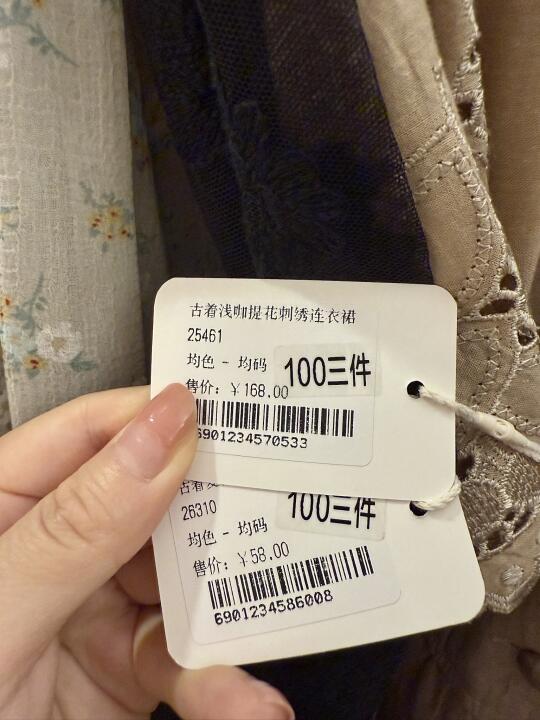 古着浅咖提花刺绣连衣裙
25461
均色 - 均码
100三件
售价: ¥168.00
6901234570533
古着
26310
均色 - 均码
100三件
售价: ¥58.00
6901234586008